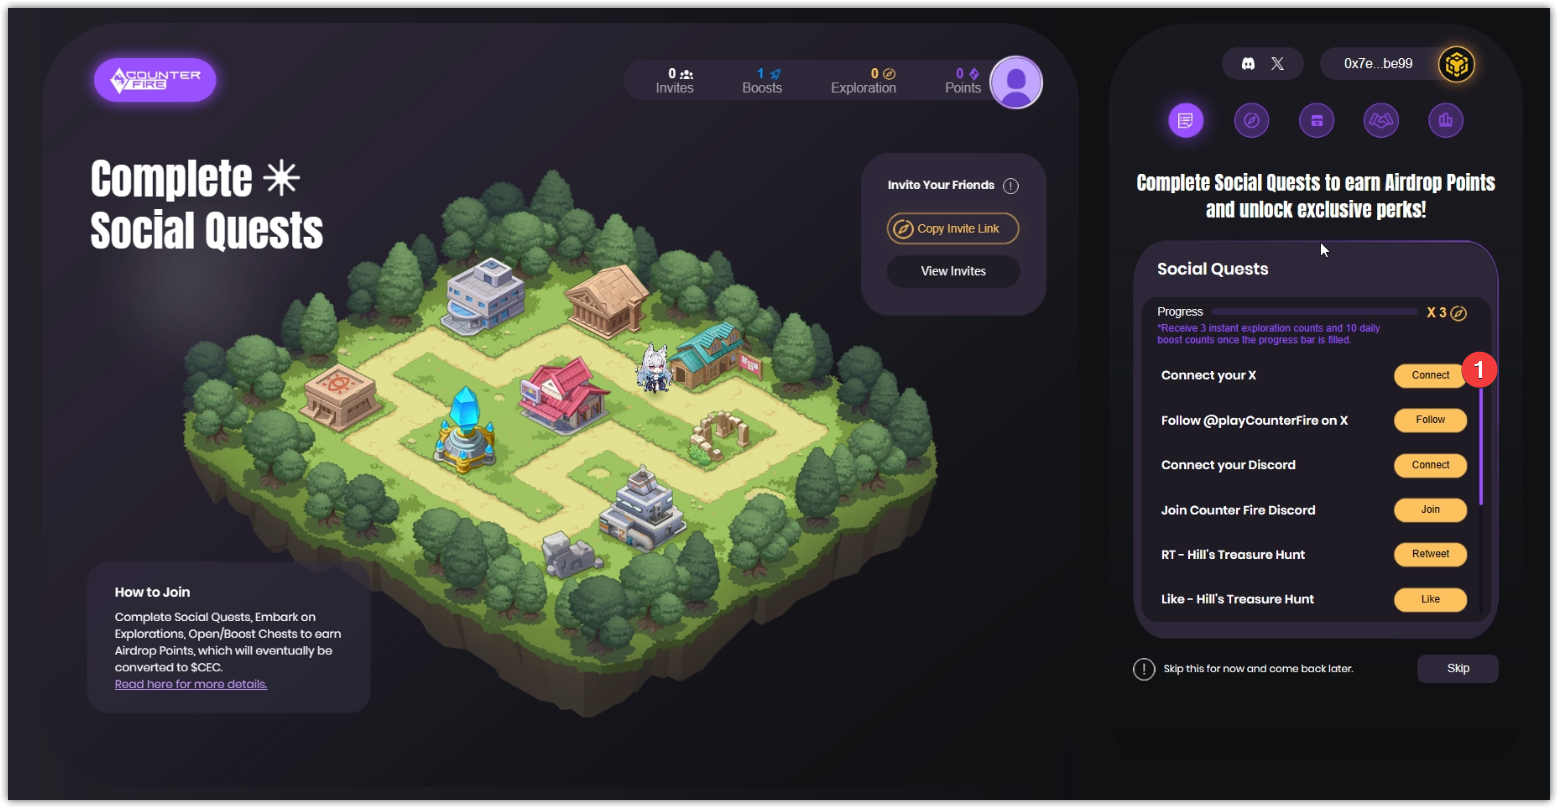 COUNTER
FIRE
0
Invites
1
Boosts
0
Exploration
0
Points
Complete
Social Quests
Invite Your Friends
Copy Invite Link
View Invites
How to Join
Complete Social Quests, Embark on
Explorations, Open/Boost Chests to earn
Airdrop Points, which will eventually be
converted to $CEC.
Read here for more details.
0x7e...be99
Complete Social Quests to earn Airdrop Points
and unlock exclusive perks!
Social Quests
Progress X 3
*Receive 3 instant exploration counts and 10 daily
boost counts once the progress bar is filled.
Connect your X Connect 1
Follow @playCounterFire on X Follow
Connect your Discord Connect
Join Counter Fire Discord Join
RT - Hill's Treasure Hunt Retweet
Like - Hill's Treasure Hunt Like
! Skip this for now and come back later. Skip